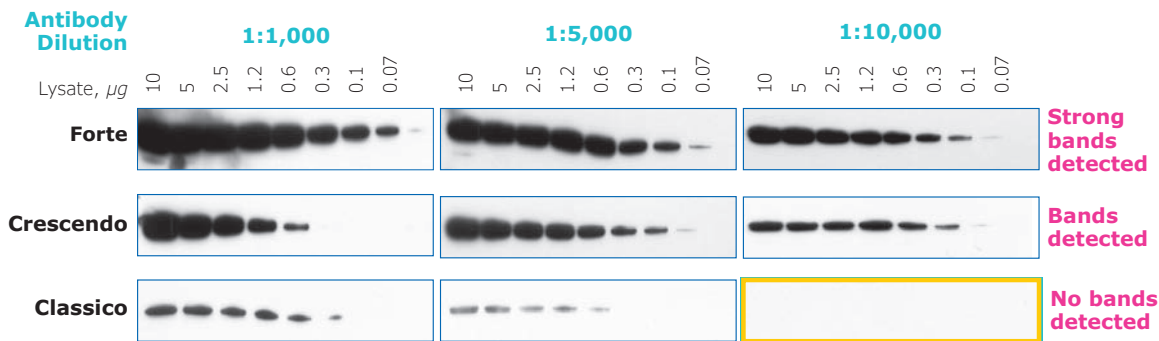 Antibody
Dilution
1:1,000
1:5,000
1:10,000
Lysate, µg
10 5 2.5 1.2 0.6 0.3 0.1 0.07
10 5 2.5 1.2 0.6 0.3 0.1 0.07
10 5 2.5 1.2 0.6 0.3 0.1 0.07
Forte
Strong
bands
detected
Crescendo
Bands
detected
Classico
No bands
detected